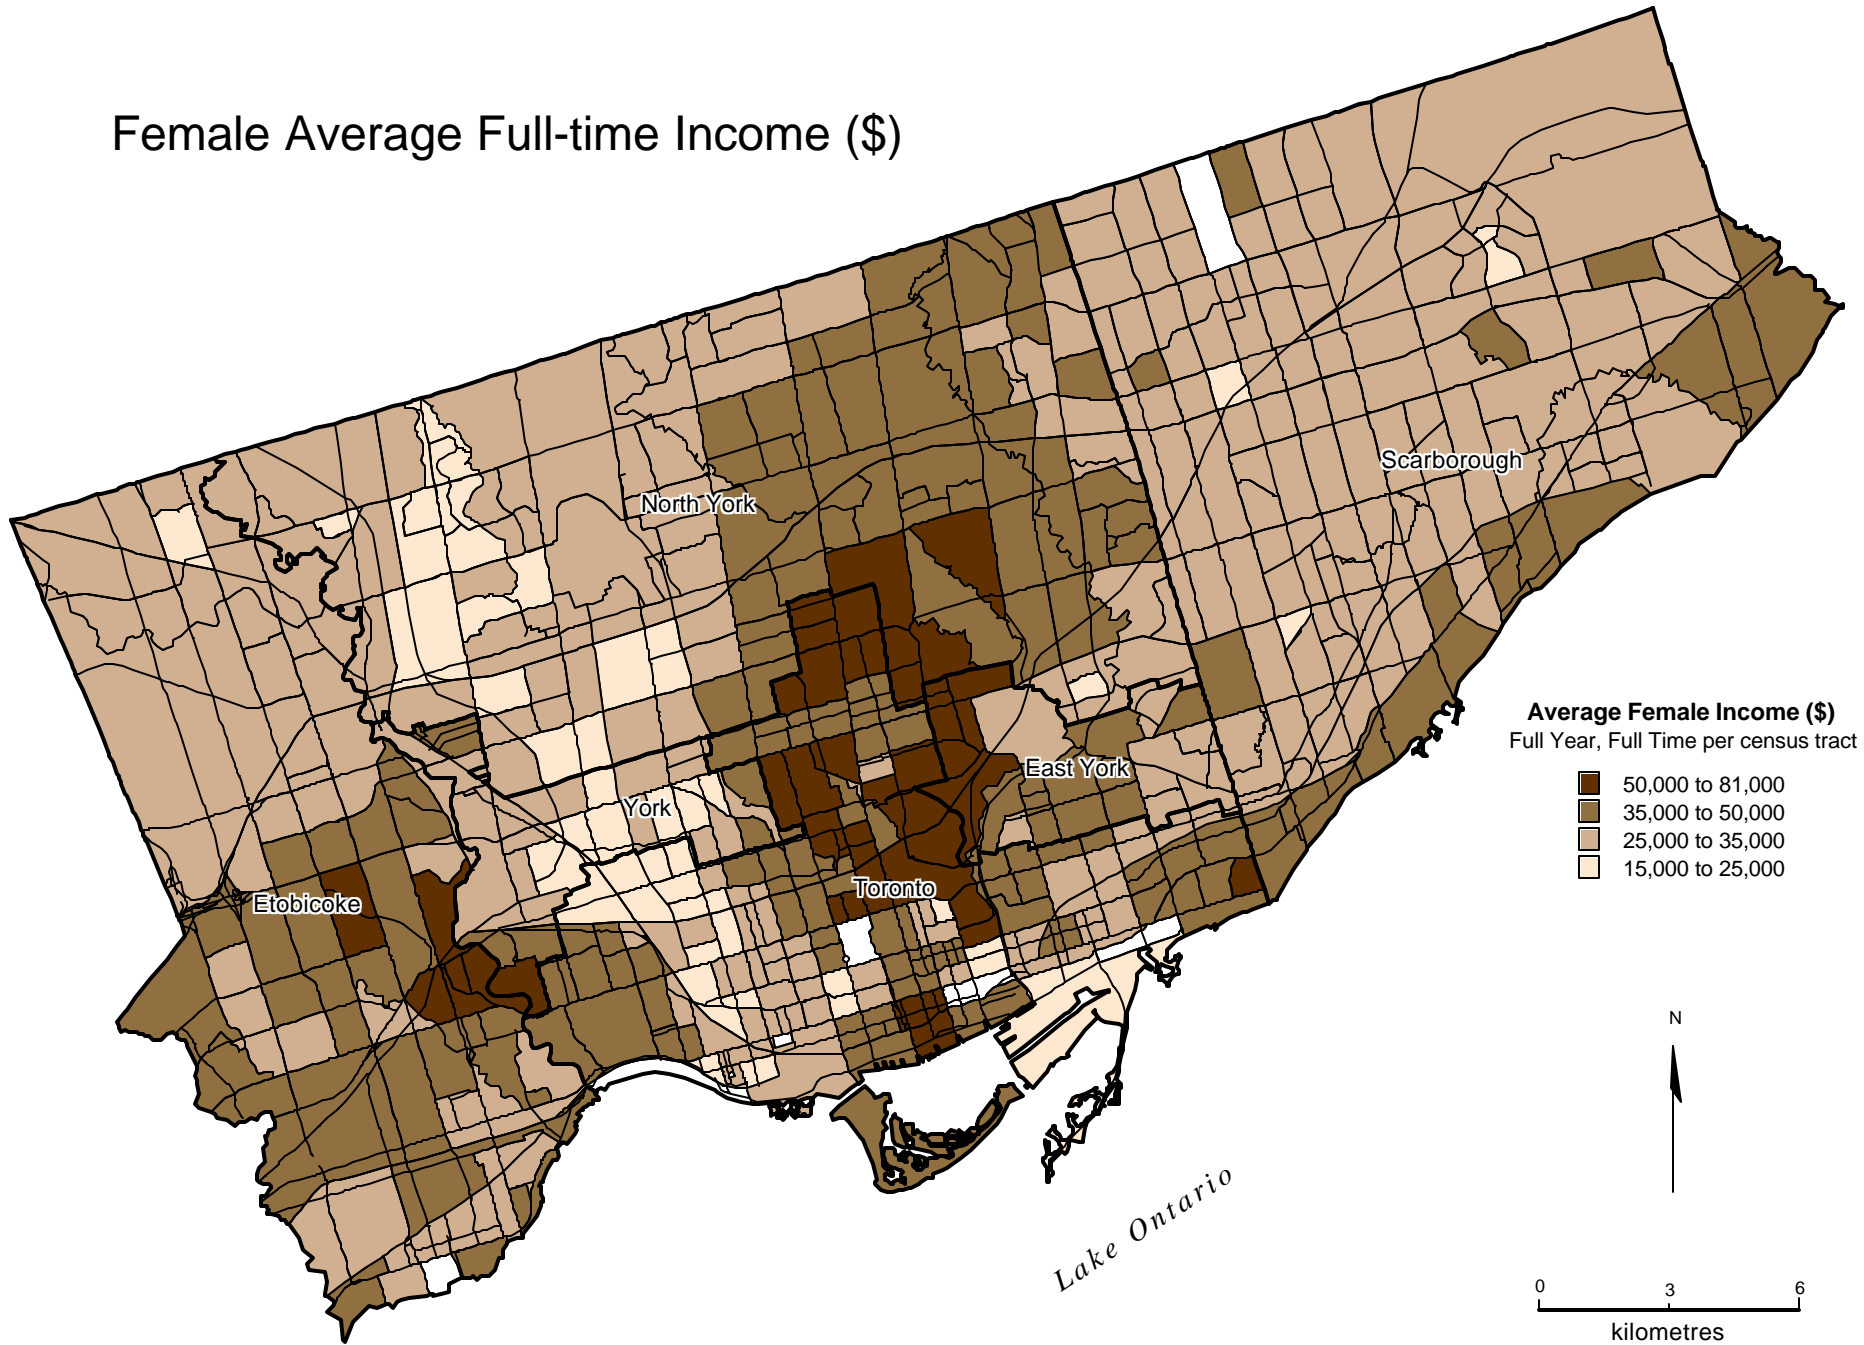 Female Average Full-time Income ($)
Scarborough
North York
Average Female Income ($)
Full Year, Full Time per census tract
50,000 to 81,000
35,000 to 50,000
25,000 to 35,000
15,000 to 25,000
East York
York
Toronto
Etobicoke
N
Lake Ontario
0 3 6
kilometres